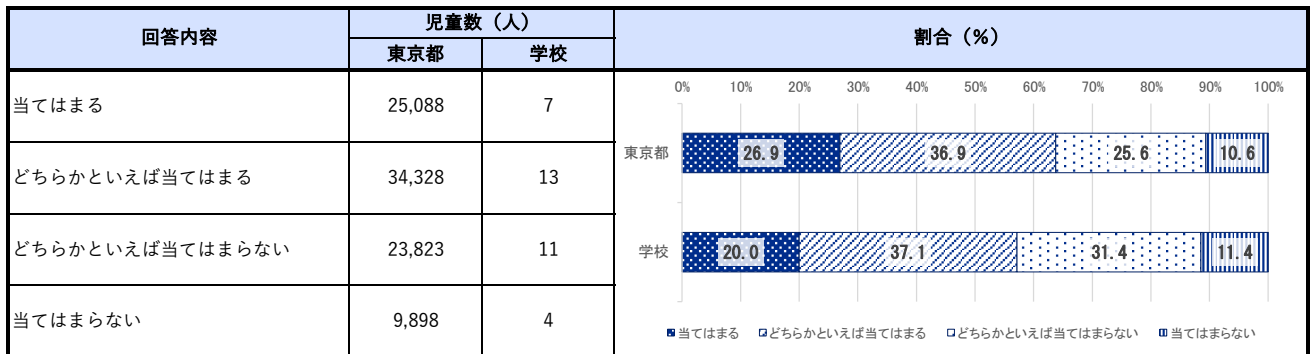 回答内容
児童数（人）
割合（%）
東京都
学校
当てはまる
25,088
7
どちらかといえば当てはまる
34,328
13
どちらかといえば当てはまらない
23,823
11
当てはまらない
9,898
4
0% 10% 20% 30% 40% 50% 60% 70% 80% 90% 100%
東京都 26.9 36.9 25.6 10.6
学校 20.0 37.1 31.4 11.4
当てはまる どちらかといえば当てはまる どちらかといえば当てはまらない 当てはまらない